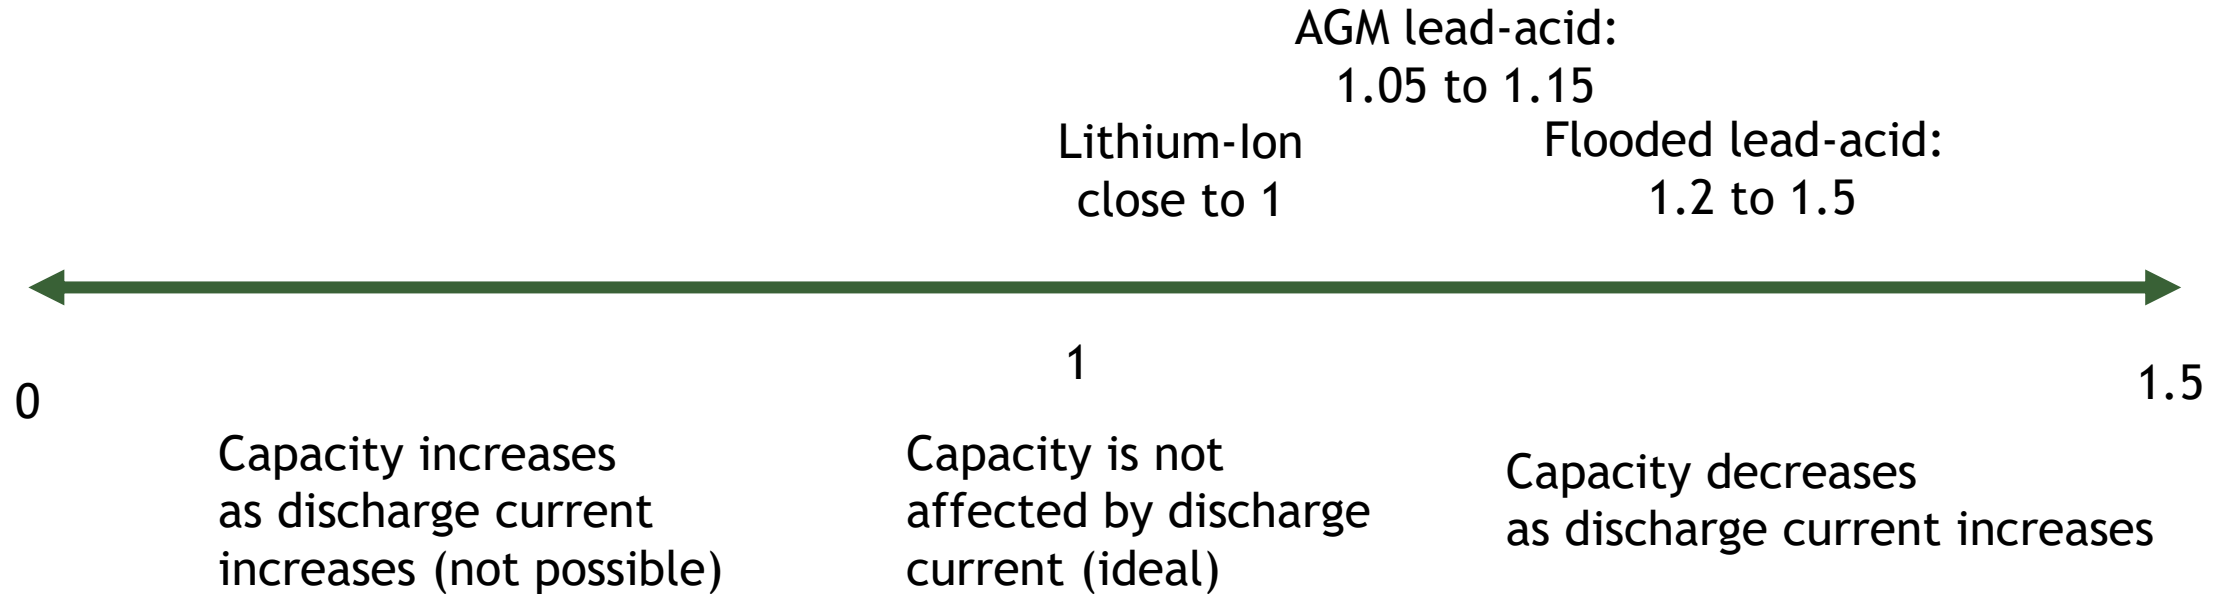 AGM lead-acid:
1.05 to 1.15
Lithium-Ion
close to 1
Flooded lead-acid:
1.2 to 1.5
0
1
1.5
Capacity increases
as discharge current
increases (not possible)
Capacity is not
affected by discharge
current (ideal)
Capacity decreases
as discharge current increases